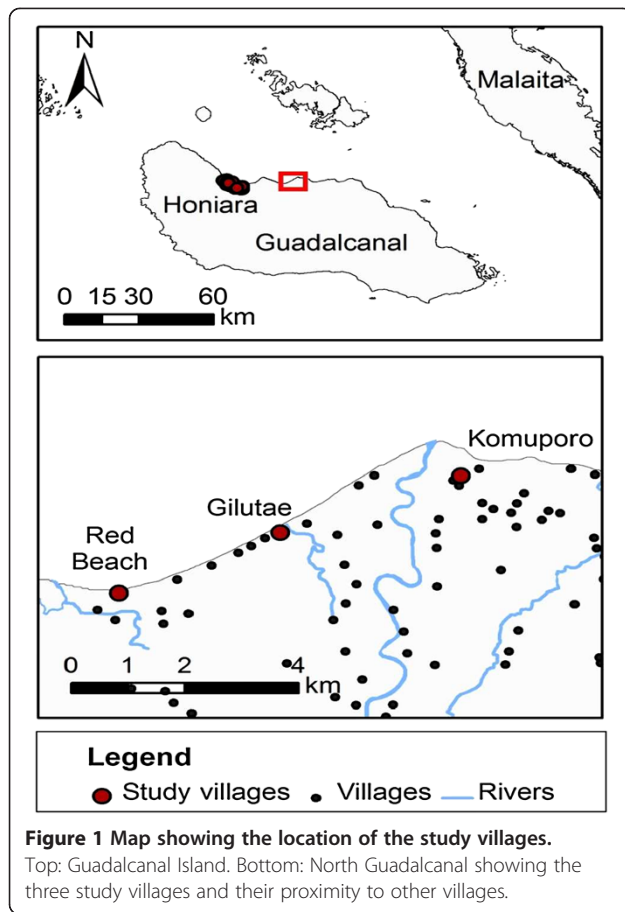 N
Malaita
Honiara
Guadalcanal
0 15 30 60
km
Komuporo
Gilutae
Red
Beach
0 1 2 4
km
Legend
Study villages Villages Rivers
Figure 1 Map showing the location of the study villages.
Top: Guadalcanal Island. Bottom: North Guadalcanal showing the
three study villages and their proximity to other villages.